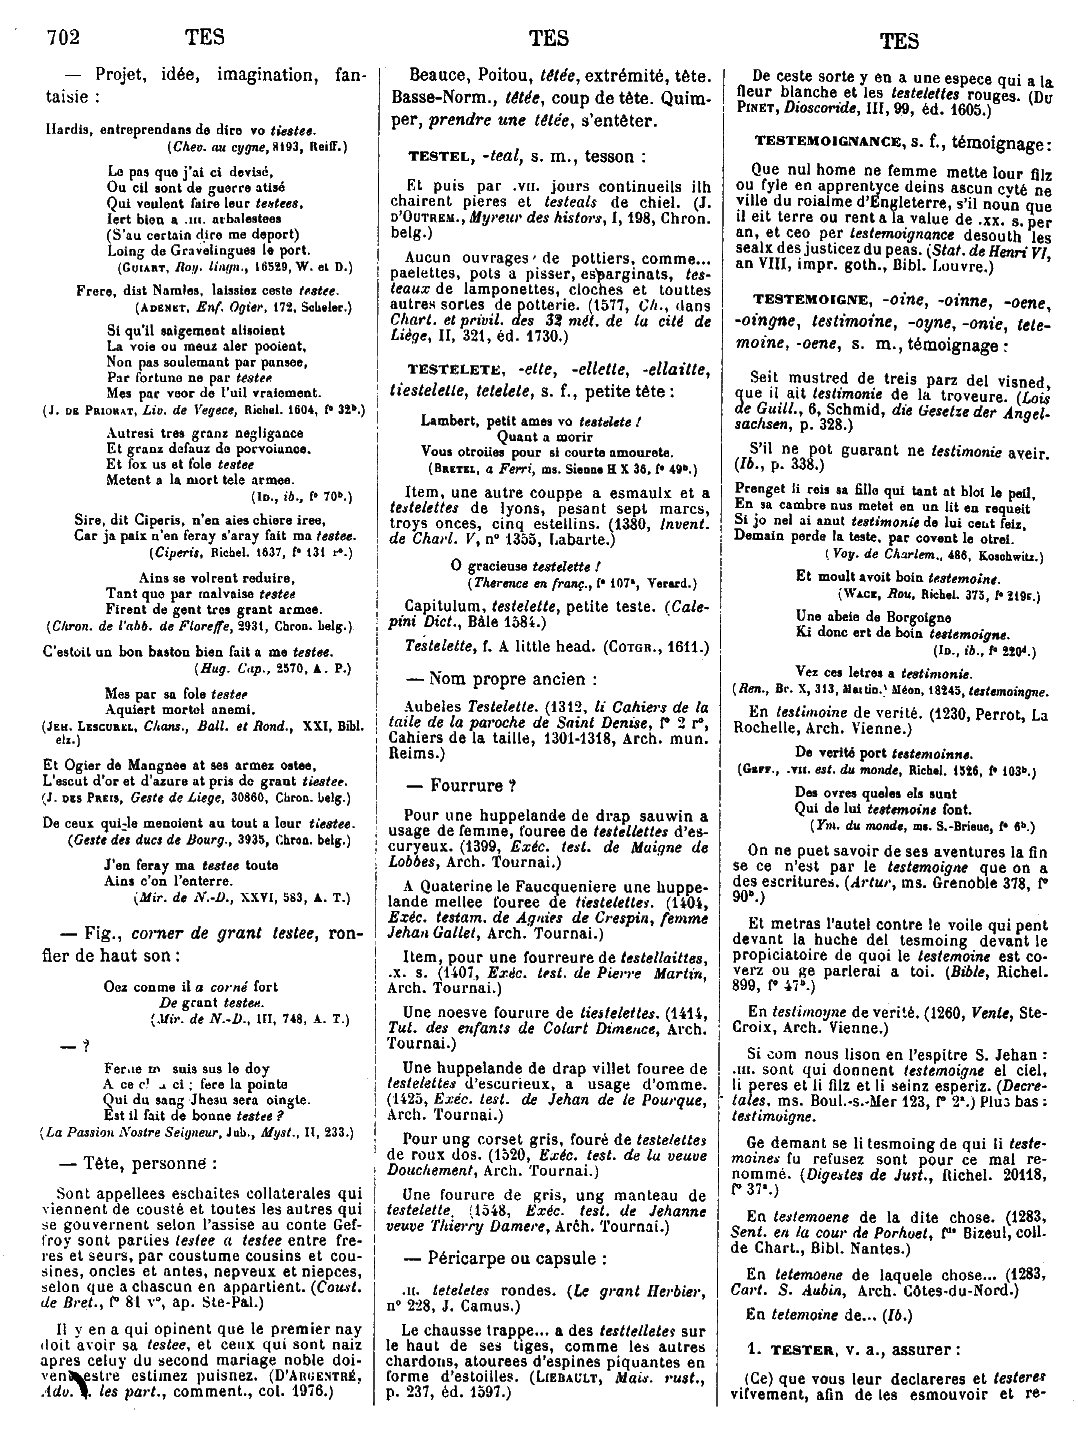 702 TES TES TES
— Projet, idée, imagination, fan-
taisie :
Hardis, entreprendans de dire vo tiestee.
(Chev. au cygne, 8193, Reiff.)
Le pas que j'ai ci devisé,
Ou cil sont de guerre atisé
Qui veulent faire leur testees,
Iert bien a .III. arbalestees
(S'au certain dire me deport)
Loing de Gravelingues le port.
(GUIART, Roy. lingn., 16529, W. et D.)
Frere, dist Namles, laissiez ceste testee.
(ADENET, Enf. Ogier, 172, Scheler.)
Si qu'il saigement alisoient
La voie ou meuz aler pooient,
Non pas soulemant par pansee,
Par fortune ne par testee
Mes par veor de l'uil vraiement.
(J. DE PRIORAT, Liv. de Vegece, Richel. 1604, f° 32ᵇ.)
Autresi tres granz negligance
Et granz defauz de porvoiance.
Et fox us et fole testee
Metent a la mort tele armee.
(ID., ib., f° 70ᵇ.)
Sire, dit Ciperis, n'en aies chiere iree,
Car ja paix n'en feray s'aray fait ma testee.
(Ciperis, Richel. 1637, f° 131 r°.)
Ains se volrent reduire,
Tant que par malvaise testee
Firent de gent tres grant armee.
(Chron. de l'abb. de Floreffe, 2931, Chron. belg.)
C'estoit un bon baston bien fait a me testee.
(Hug. Cap., 2570, A. P.)
Mes par sa fole testee
Aquiert mortel anemi.
(JEH. LESCUREL, Chans., Ball. et Rond., XXI, Bibl.
elz.)
Et Ogier de Mangnee at ses armez ostee,
L'escut d'or et d'azure at pris de grant tiestee.
(J. DES PREIS, Geste de Liege, 30860, Chron. belg.)
De ceux qui le menoient au tout a leur tiestee.
(Geste des ducs de Bourg., 3935, Chron. belg.)
J'en feray ma testee toute
Ains c'on l'enterre.
(Mir. de N.-D., XXVI, 583, A. T.)
— Fig., corner de grant testee, ron-
fler de haut son :
Oez conme il a corné fort
De grant testee.
(Mir. de N.-D., III, 748, A. T.)
— ?
suis sus le doy
A ce ci ; fere la pointe
Qui du sang Jhesu sera oingte.
Est il fait de bonne testee ?
(La Passion Nostre Seigneur, Jub., Myst., II, 233.)
— Tête, personne :
Sont appellees eschaites collaterales qui
viennent de cousté et toutes les autres qui
se gouvernent selon l'assise au conte Gef-
froy sont parties testee a testee entre fre-
res et seurs, par coustume cousins et cou-
sines, oncles et antes, nepveux et niepces,
selon que a chascun en appartient. (Coust.
de Bret., f° 81 v°, ap. Ste-Pal.)
Il y en a qui opinent que le premier nay
doit avoir sa testee, et ceux qui sont naiz
apres celuy du second mariage noble doi-
vent estre estimez puisnez. (D'ARGENTRÉ,
Adv. les part., comment., col. 1976.)
Beauce, Poitou, têtée, extrémité, tête.
Basse-Norm., têtée, coup de tête. Quim-
per, prendre une têtée, s'entêter.
TESTEL, -teal, s. m., tesson :
Et puis par .VII. jours continueils ilh
chairent pieres et testeals de chiel. (J.
D'OUTREM., Myreur des histors, I, 198, Chron.
belg.)
Aucun ouvrages de pottiers, comme...
paelettes, pots a pisser, esparginats, tes-
teaux de lamponettes, cloches et touttes
autres sortes de potterie. (1577, Ch., dans
Chart. et privil. des 32 mét. de la cité de
Liège, II, 321, éd. 1730.)
TESTELETE, -ette, -ellette, -ellaitte,
tiestelette, tetelete, s. f., petite tête :
Lambert, petit ames vo testelete !
Quant a morir
Vous otroiies pour si courte amourete.
(BRETEL, a Ferri, ms. Sienne H X 36, f° 49ᵇ.)
Item, une autre couppe a esmaulx et a
testelettes de lyons, pesant sept marcs,
troys onces, cinq estellins. (1380, Invent.
de Charl. V, n° 1355, Labarte.)
O gracieuse testelette !
(Therence en franç., f° 107ᵃ, Verard.)
Capitulum, testelette, petite teste. (Cale-
pini Dict., Bâle 1584.)
Testelette, f. A little head. (COTGR., 1611.)
— Nom propre ancien :
Aubeles Testelette. (1312, li Cahiers de la
taile de la paroche de Saint Denise, f° 2 r°,
Cahiers de la taille, 1301-1318, Arch. mun.
Reims.)
— Fourrure ?
Pour une huppelande de drap sauwin a
usage de femme, fouree de testellettes d'es-
curyeux. (1399, Exéc. test. de Maigne de
Lobbes, Arch. Tournai.)
A Quaterine le Faucqueniere une huppe-
lande mellee fouree de tiestelettes. (1404,
Exéc. testam. de Agnies de Crespin, femme
Jehan Gallet, Arch. Tournai.)
Item, pour une fourreure de testellaittes,
.x. s. (1407, Exéc. test. de Pierre Martin,
Arch. Tournai.)
Une noesve fourure de tiestelettes. (1414,
Tut. des enfants de Colart Dimence, Arch.
Tournai.)
Une huppelande de drap villet fouree de
testelettes d'escurieux, a usage d'omme.
(1425, Exéc. test. de Jehan de le Pourque,
Arch. Tournai.)
Pour ung corset gris, fouré de testelettes
de roux dos. (1520, Exéc. test. de la veuve
Douchement, Arch. Tournai.)
Une fourure de gris, ung manteau de
testelette. (1548, Exéc. test. de Jehanne
veuve Thierry Damere, Arch. Tournai.)
— Péricarpe ou capsule :
.II. teteletes rondes. (Le grant Herbier,
n° 228, J. Camus.)
Le chausse trappe... a des testtelletes sur
le haut de ses tiges, comme les autres
chardons, atourees d'espines piquantes en
forme d'estoilles. (LIEBAULT, Mais. rust.,
p. 237, éd. 1597.)
De ceste sorte y en a une espece qui a la
fleur blanche et les testelettes rouges. (DU
PINET, Dioscoride, III, 99, éd. 1605.)
TESTEMOIGNANCE, s. f., témoignage:
Que nul home ne femme mette lour filz
ou fyle en apprentyce deins ascun cyté ne
ville du roialme d'Engleterre, s'il noun que
il eit terre ou rent a la value de .xx. s. per
an, et ceo per testemoignance desouth les
sealx des justicez du peas. (Stat. de Henri VI,
an VIII, impr. goth., Bibl. Louvre.)
TESTEMOIGNE, -oine, -oinne, -oene,
-oingne, testimoine, -oyne, -onie, tete-
moine, -oene, s. m., témoignage :
Seit mustred de treis parz del visned,
que il ait testimonie de la troveure. (Lois
de Guill., 6, Schmid, die Gesetze der Angel-
sachsen, p. 328.)
S'il ne pot guarant ne testimonie aveir.
(Ib., p. 338.)
Prenget li reis sa fille qui tant at bloi le peil,
En sa cambre nus metet en un lit en requeit
Si jo nel ai anut testimonie de lui ceut feiz,
Demain perde la teste, par covent le otrei.
(Voy. de Charlem., 486, Koschwitz.)
Et moult avoit boin testemoine.
(WACE, Rou, Richel. 375, f° 219ᶠ.)
Une abeie de Borgoigne
Ki donc ert de boin testemoigne.
(ID., ib., f° 220ᵈ.)
Vez ces letres a testimonie.
(Ren., Br. X, 313, Martin.) Méon, 18245, testemoingne.
En testimoine de verité. (1230, Perrot, La
Rochelle, Arch. Vienne.)
De verité port testemoinne.
(GEFF., .VII. est. du monde, Richel. 1526, f° 103ᵇ.)
Des ovres queles els sunt
Qui de lui testemoine font.
(Ym. du monde, ms. S.-Brieuc, f° 6ᵇ.)
On ne puet savoir de ses aventures la fin
se ce n'est par le testemoigne que on a
des escritures. (Artur, ms. Grenoble 378, f°
90ᵇ.)
Et metras l'autel contre le voile qui pent
devant la huche del tesmoing devant le
propiciatoire de quoi le testemoine est co-
verz ou ge parlerai a toi. (Bible, Richel.
899, f° 47ᵇ.)
En testimoyne de verité. (1260, Vente, Ste-
Croix, Arch. Vienne.)
Si com nous lison en l'espitre S. Jehan :
.III. sont qui donnent testemoigne el ciel,
li peres et li filz et li seinz esperiz. (Decre-
tales, ms. Boul.-s.-Mer 123, f° 2ᵃ.) Plus bas :
testimoigne.
Ge demant se li tesmoing de qui li teste-
moines fu refusez sont pour ce mal re-
nommé. (Digestes de Just., Richel. 20118,
f° 37ᵃ.)
En testemoene de la dite chose. (1283,
Sent. en la cour de Porhoet, fᵈˢ Bizeul, coll-
de Chart., Bibl. Nantes.)
En tetemoene de laquele chose... (1283,
Cart. S. Aubin, Arch. Côtes-du-Nord.)
En tetemoine de... (Ib.)
1. TESTER, v. a., assurer :
(Ce) que vous leur declareres et testeres
vifvement, afin de les esmouvoir et re-